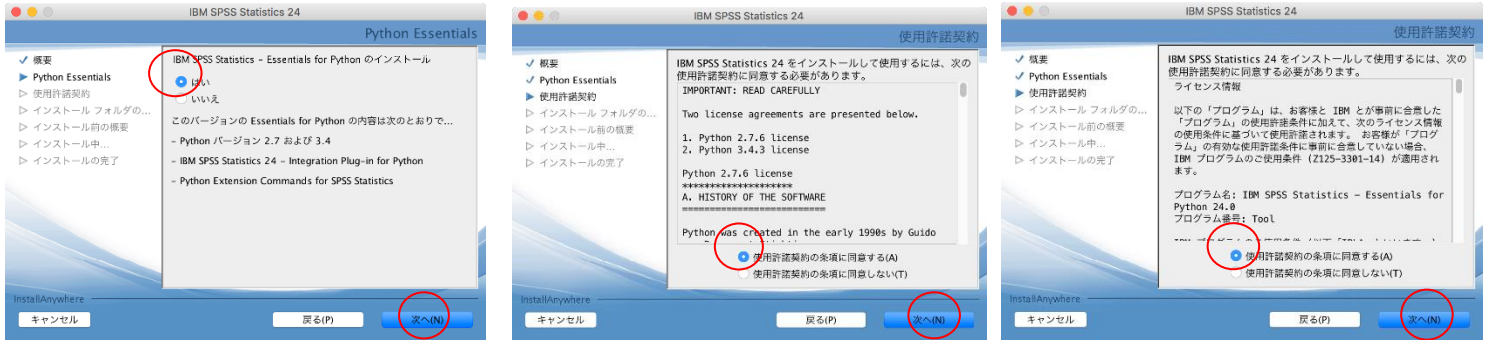 IBM SPSS Statistics 24
Python Essentials
概要
Python Essentials
使用許諾契約
インストール フォルダの...
インストール前の概要
インストール中...
インストールの完了
IBM SPSS Statistics – Essentials for Python のインストール
はい
いいえ
このバージョンの Essentials for Python の内容は次のとおりで...
– Python バージョン 2.7 および 3.4
– IBM SPSS Statistics 24 – Integration Plug-in for Python
– Python Extension Commands for SPSS Statistics
InstallAnywhere
キャンセル
戻る(P)
次へ(N)
IBM SPSS Statistics 24
使用許諾契約
概要
Python Essentials
使用許諾契約
インストール フォルダの...
インストール前の概要
インストール中...
インストールの完了
IBM SPSS Statistics 24 をインストールして使用するには、次の
使用許諾契約に同意する必要があります。
IMPORTANT: READ CAREFULLY
Two license agreements are presented below.
1. Python 2.7.6 license
2. Python 3.4.3 license
Python 2.7.6 license
********************
A. HISTORY OF THE SOFTWARE
==========================
Python was created in the early 1990s by Guido
使用許諾契約の条項に同意する(A)
使用許諾契約の条項に同意しない(T)
InstallAnywhere
キャンセル
戻る(P)
次へ(N)
IBM SPSS Statistics 24
使用許諾契約
概要
Python Essentials
使用許諾契約
インストール フォルダの...
インストール前の概要
インストール中...
インストールの完了
IBM SPSS Statistics 24 をインストールして使用するには、次の
使用許諾契約に同意する必要があります。
ライセンス情報
以下の「プログラム」は、お客様と IBM とが事前に合意した
「プログラム」の使用許諾条件に加えて、次のライセンス情報
の使用条件に基づいて使用許諾されます。 お客様が「プログ
ラム」の有効な使用許諾条件に事前に合意していない場合、
IBM プログラムのご使用条件 (Z125-3301-14) が適用され
ます。
プログラム名: IBM SPSS Statistics – Essentials for
Python 24.0
プログラム番号: Tool
使用許諾契約の条項に同意する(A)
使用許諾契約の条項に同意しない(T)
InstallAnywhere
キャンセル
戻る(P)
次へ(N)